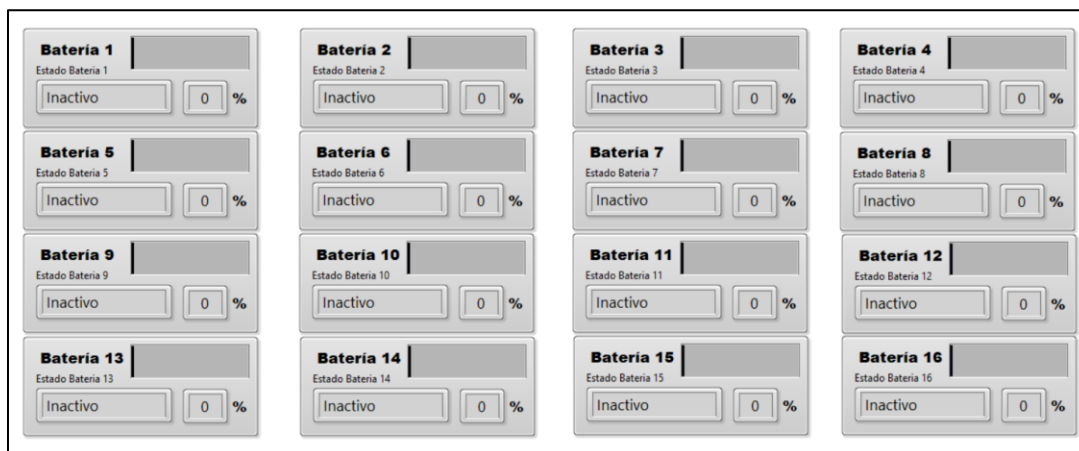 Batería 1
Estado Bateria 1
Inactivo 0 %
Batería 2
Estado Bateria 2
Inactivo 0 %
Batería 3
Estado Bateria 3
Inactivo 0 %
Batería 4
Estado Bateria 4
Inactivo 0 %
Batería 5
Estado Bateria 5
Inactivo 0 %
Batería 6
Estado Bateria 6
Inactivo 0 %
Batería 7
Estado Bateria 7
Inactivo 0 %
Batería 8
Estado Bateria 8
Inactivo 0 %
Batería 9
Estado Bateria 9
Inactivo 0 %
Batería 10
Estado Bateria 10
Inactivo 0 %
Batería 11
Estado Bateria 11
Inactivo 0 %
Batería 12
Estado Bateria 12
Inactivo 0 %
Batería 13
Estado Bateria 13
Inactivo 0 %
Batería 14
Estado Bateria 14
Inactivo 0 %
Batería 15
Estado Bateria 15
Inactivo 0 %
Batería 16
Estado Bateria 16
Inactivo 0 %